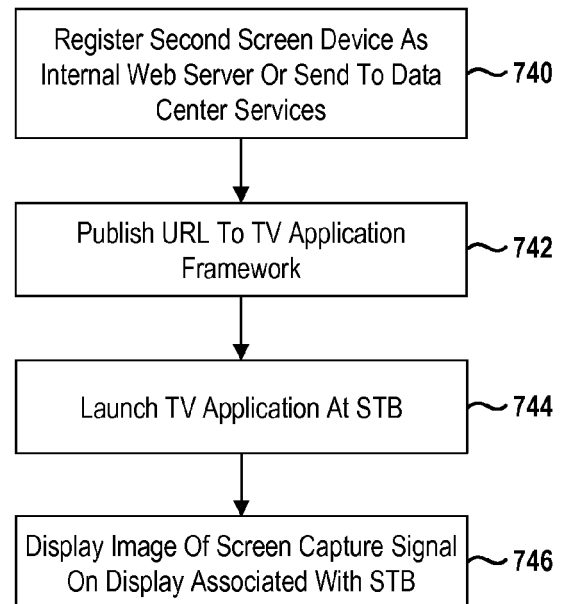 Register Second Screen Device As
Internal Web Server Or Send To Data
Center Services
740
Publish URL To TV Application
Framework
742
Launch TV Application At STB
744
Display Image Of Screen Capture Signal
On Display Associated With STB
746